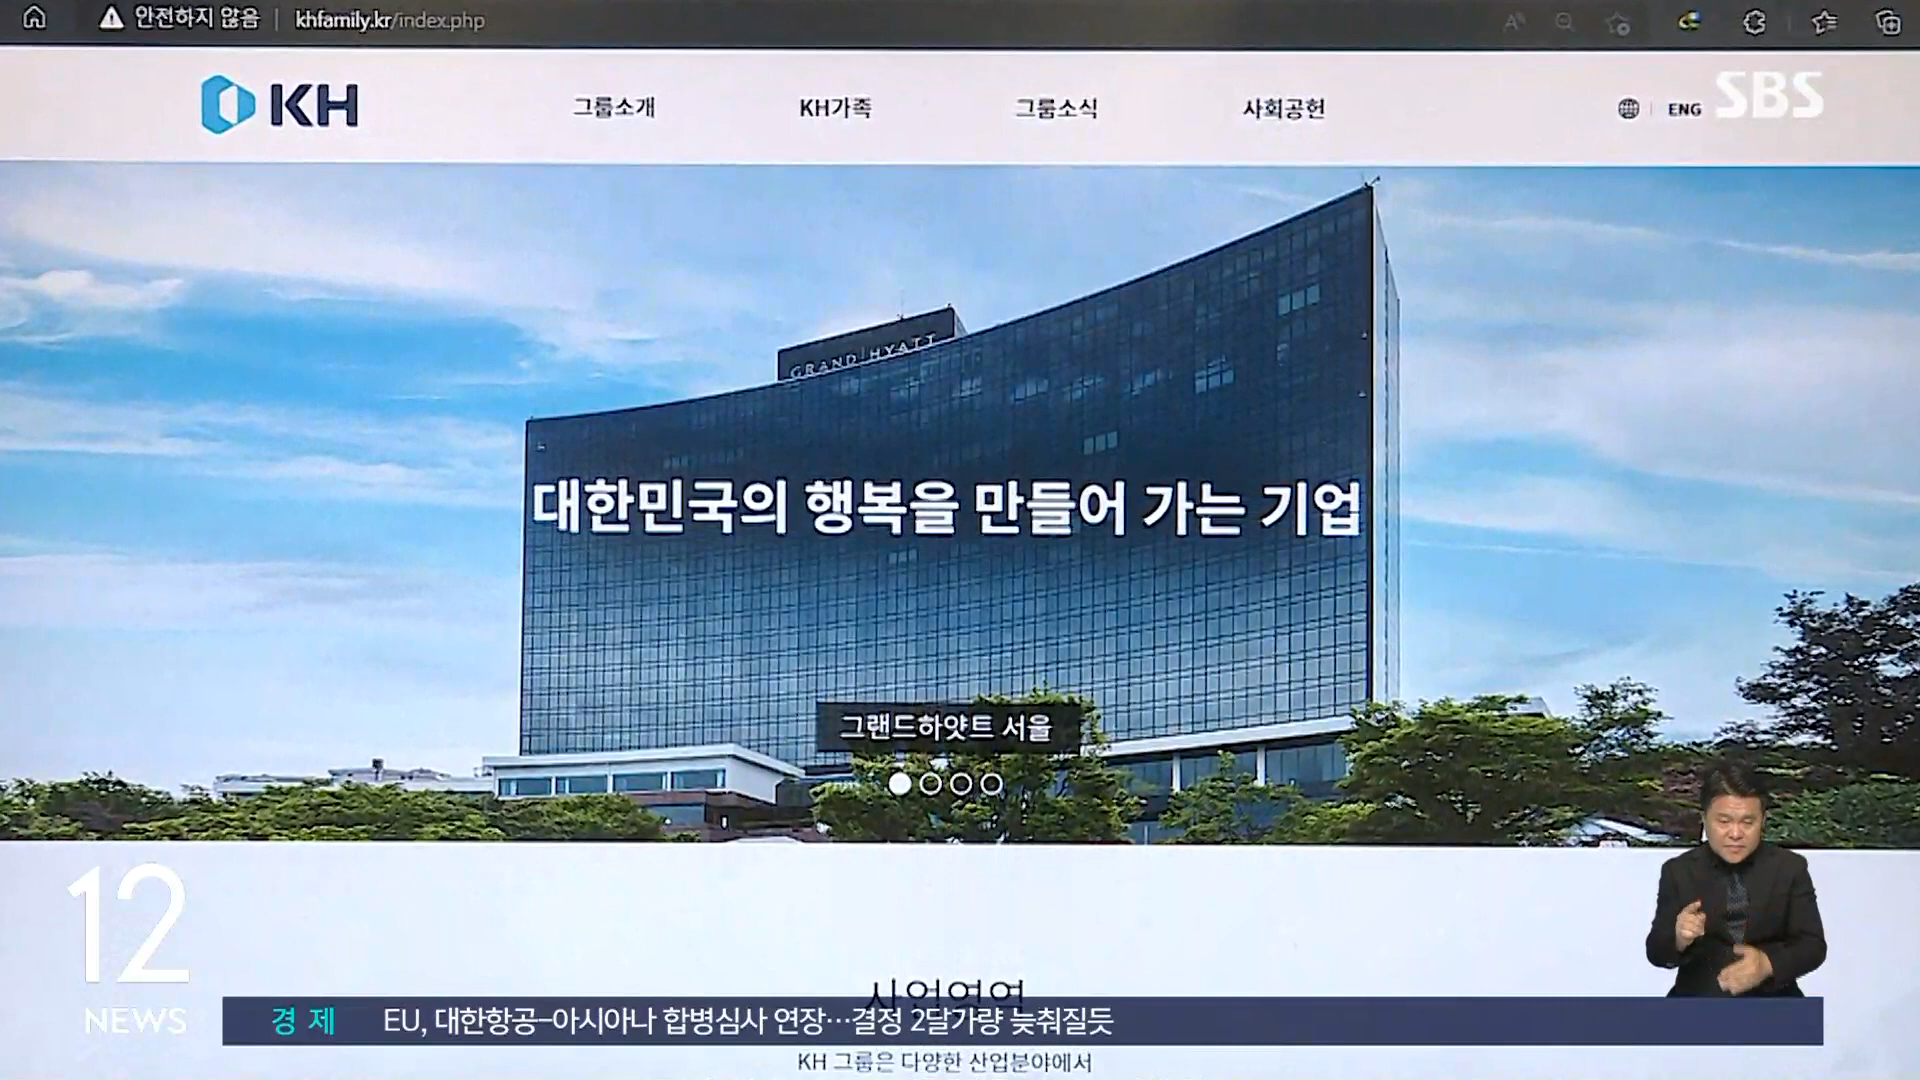 안전하지 않음 | khfamily.kr/index.php
KH 그룹소개 KH가족 그룹소식 사회공헌 ENG SBS
GRAND HYATT
대한민국의 행복을 만들어 가는 기업
그랜드하얏트 서울
12
NEWS
사업영역
경제 EU, 대한항공-아시아나 합병심사 연장…결정 2달가량 늦춰질듯
KH 그룹은 다양한 산업분야에서